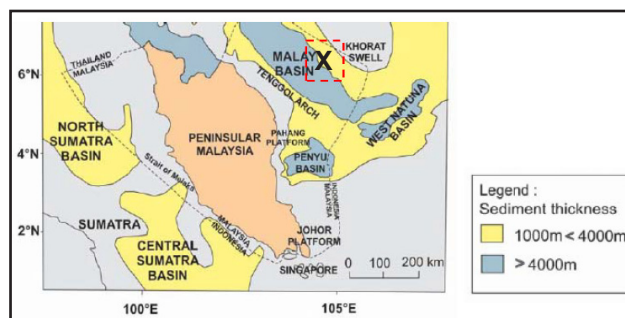 KHORAT
SWELL
MALAY
BASIN
X
6°N
THAILAND
MALAYSIA
TENGGOL ARCH
WEST NATUNA
BASIN
NORTH
SUMATRA
BASIN
PENINSULAR
MALAYSIA
PAHANG
PLATFORM
PENYU
BASIN
4°N
Strait of Melaka
INDONESIA
MALAYSIA
SUMATRA
MALAYSIA
INDONESIA
2°N
JOHOR
PLATFORM
CENTRAL
SUMATRA
BASIN
SINGAPORE
0 100 200
km
0°
100°E
105°E
Legend :
Sediment thickness
1000m < 4000m
> 4000m